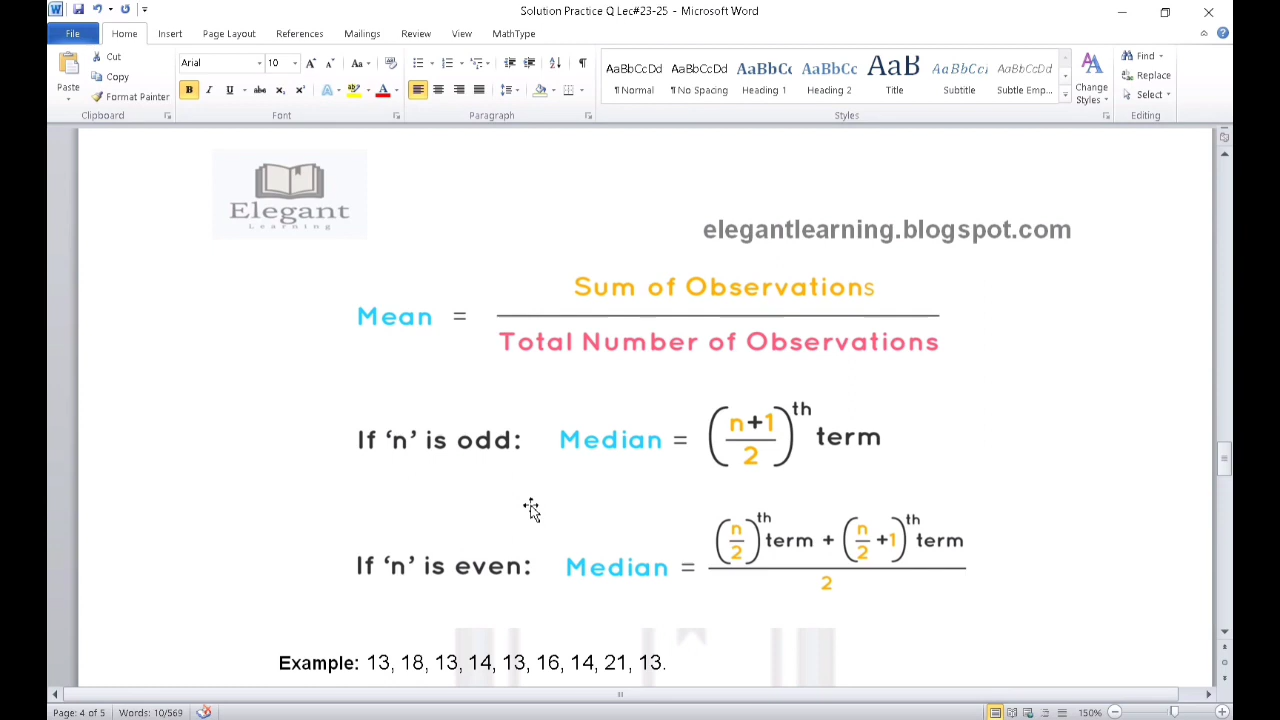 Solution Practice Q Lec#23-25 - Microsoft Word
File Home Insert Page Layout References Mailings Review View MathType
Paste
Cut
Copy
Format Painter
Clipboard
Arial 10
Font
Paragraph
AaBbCcDd AaBbCcDd AaBbCc AaBbCc AaB AaBbCcI AaBbCcDd
¶ Normal ¶ No Spacing Heading 1 Heading 2 Title Subtitle Subtle Emp...
Change Styles
Styles
Find
Replace
Select
Editing
Elegant
Learning
elegantlearning.blogspot.com
Mean = Sum of Observations / Total Number of Observations
If ‘n’ is odd: Median = (n+1 / 2)th term
If ‘n’ is even: Median = (n/2)th term + (n/2 +1)th term / 2
Example: 13, 18, 13, 14, 13, 16, 14, 21, 13.
Page: 4 of 5 Words: 10/569 150%